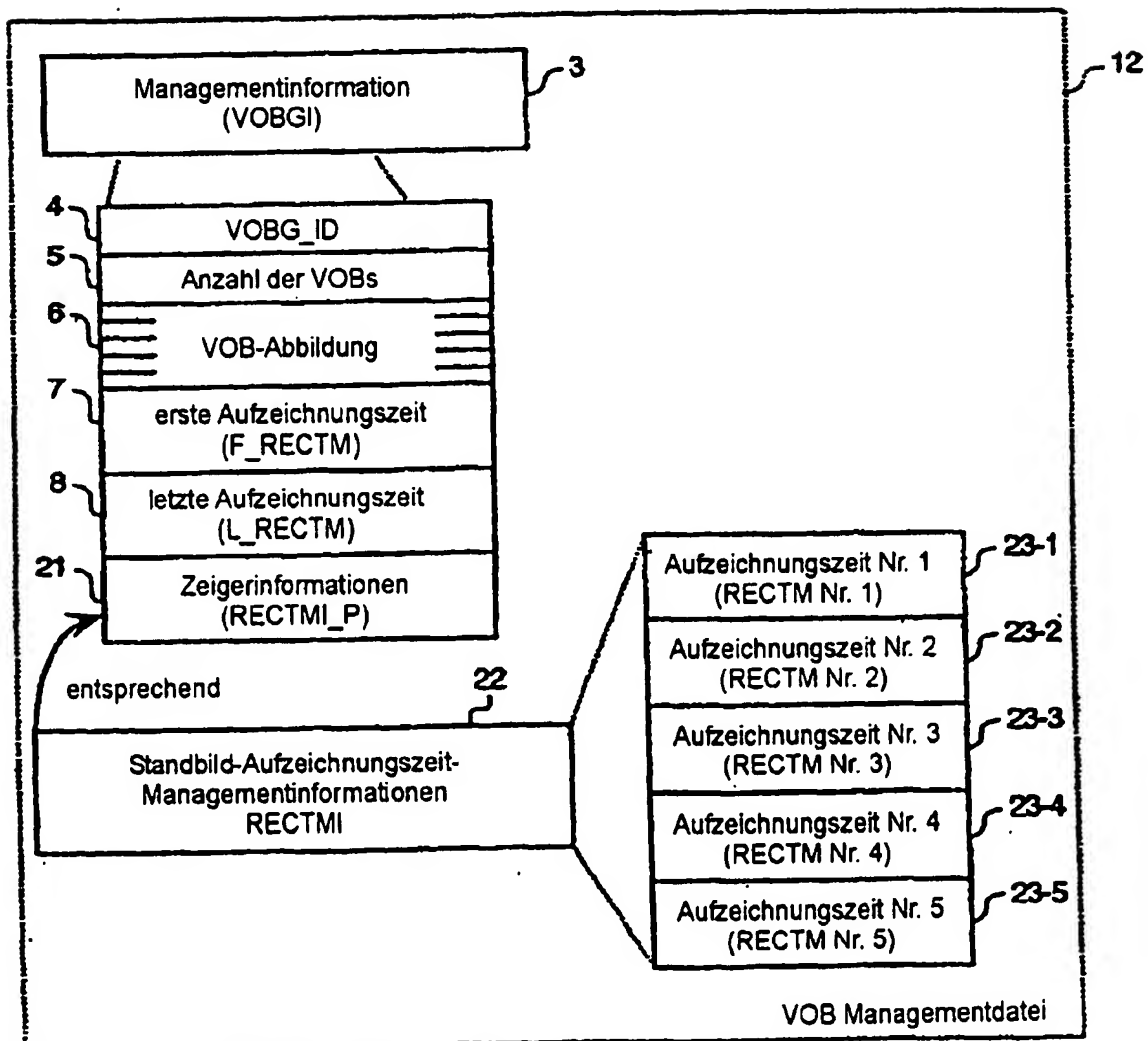 Managementinformation
(VOBGI)
3
12
4
VOBG_ID
5
Anzahl der VOBs
6
VOB-Abbildung
7
erste Aufzeichnungszeit
(F_RECTM)
8
letzte Aufzeichnungszeit
(L_RECTM)
21
Zeigerinformationen
(RECTMI_P)
entsprechend
22
Standbild-Aufzeichnungszeit-
Managementinformationen
RECTMI
Aufzeichnungszeit Nr. 1
(RECTM Nr. 1)
23-1
Aufzeichnungszeit Nr. 2
(RECTM Nr. 2)
23-2
Aufzeichnungszeit Nr. 3
(RECTM Nr. 3)
23-3
Aufzeichnungszeit Nr. 4
(RECTM Nr. 4)
23-4
Aufzeichnungszeit Nr. 5
(RECTM Nr. 5)
23-5
VOB Managementdatei